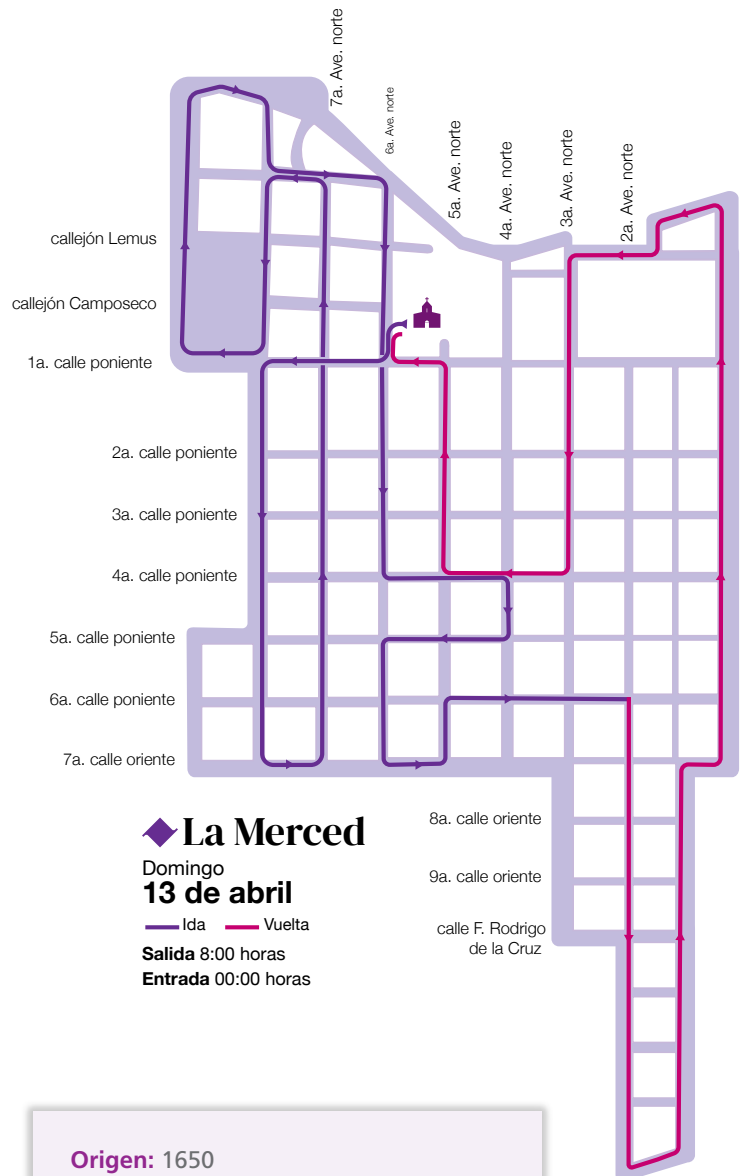 7a. Ave. norte
6a. Ave. norte
5a. Ave. norte
4a. Ave. norte
3a. Ave. norte
2a. Ave. norte
callejón Lemus
callejón Camposeco
1a. calle poniente
2a. calle poniente
3a. calle poniente
4a. calle poniente
5a. calle poniente
6a. calle poniente
7a. calle oriente
8a. calle oriente
9a. calle oriente
calle F. Rodrigo
de la Cruz
La Merced
Domingo
13 de abril
Ida Vuelta
Salida 8:00 horas
Entrada 00:00 horas
Origen: 1650